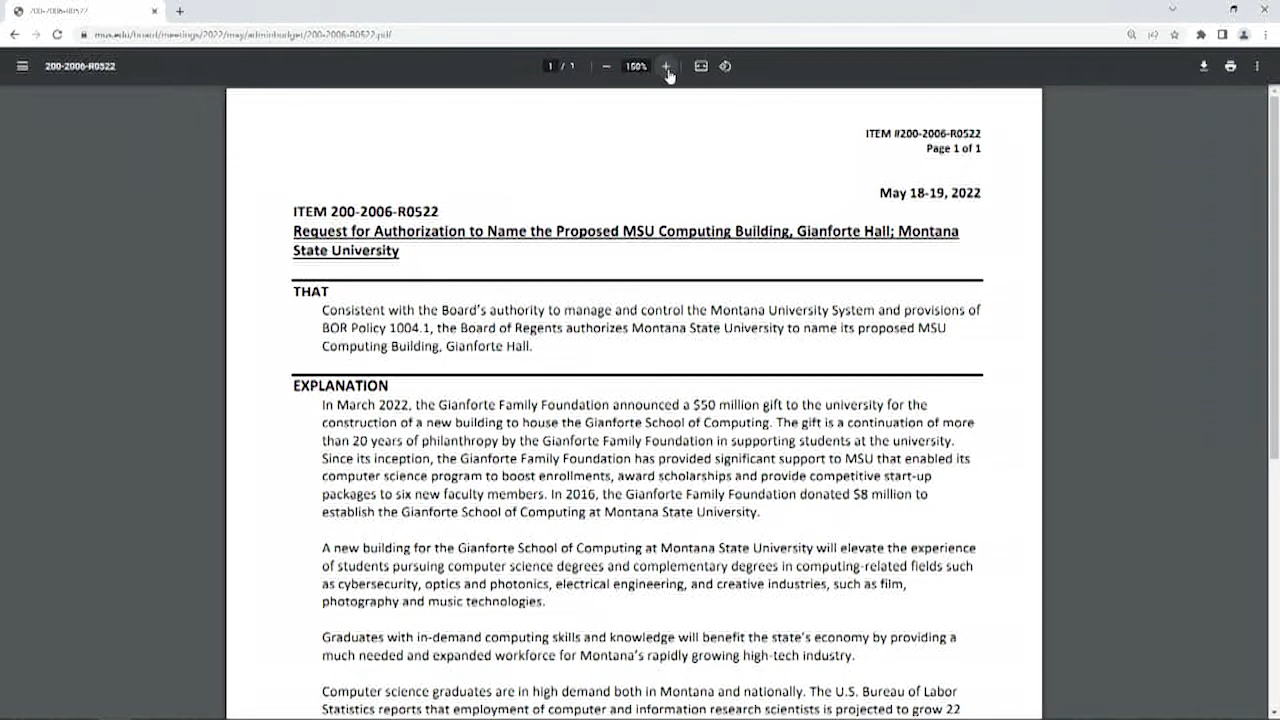 200-2006-R0522
mus.edu/board/meetings/2022/may/adminbudget/200-2006-R0522.pdf
200-2006-R0522
1 / 1
150%
ITEM #200-2006-R0522
Page 1 of 1
May 18-19, 2022
ITEM 200-2006-R0522
Request for Authorization to Name the Proposed MSU Computing Building, Gianforte Hall; Montana
State University
THAT
Consistent with the Board's authority to manage and control the Montana University System and provisions of
BOR Policy 1004.1, the Board of Regents authorizes Montana State University to name its proposed MSU
Computing Building, Gianforte Hall.
EXPLANATION
In March 2022, the Gianforte Family Foundation announced a $50 million gift to the university for the
construction of a new building to house the Gianforte School of Computing. The gift is a continuation of more
than 20 years of philanthropy by the Gianforte Family Foundation in supporting students at the university.
Since its inception, the Gianforte Family Foundation has provided significant support to MSU that enabled its
computer science program to boost enrollments, award scholarships and provide competitive start-up
packages to six new faculty members. In 2016, the Gianforte Family Foundation donated $8 million to
establish the Gianforte School of Computing at Montana State University.
A new building for the Gianforte School of Computing at Montana State University will elevate the experience
of students pursuing computer science degrees and complementary degrees in computing-related fields such
as cybersecurity, optics and photonics, electrical engineering, and creative industries, such as film,
photography and music technologies.
Graduates with in-demand computing skills and knowledge will benefit the state's economy by providing a
much needed and expanded workforce for Montana's rapidly growing high-tech industry.
Computer science graduates are in high demand both in Montana and nationally. The U.S. Bureau of Labor
Statistics reports that employment of computer and information research scientists is projected to grow 22